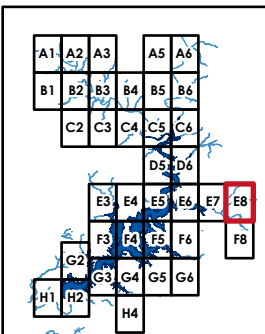 A1 A2 A3 A5 A6
B1 B2 B3 B4 B5 B6
C2 C3 C4 C5 C6
D5 D6
E3 E4 E5 E6 E7 E8
F3 F4 F5 F6 F8
G2
G3 G4 G5 G6
H1 H2
H4